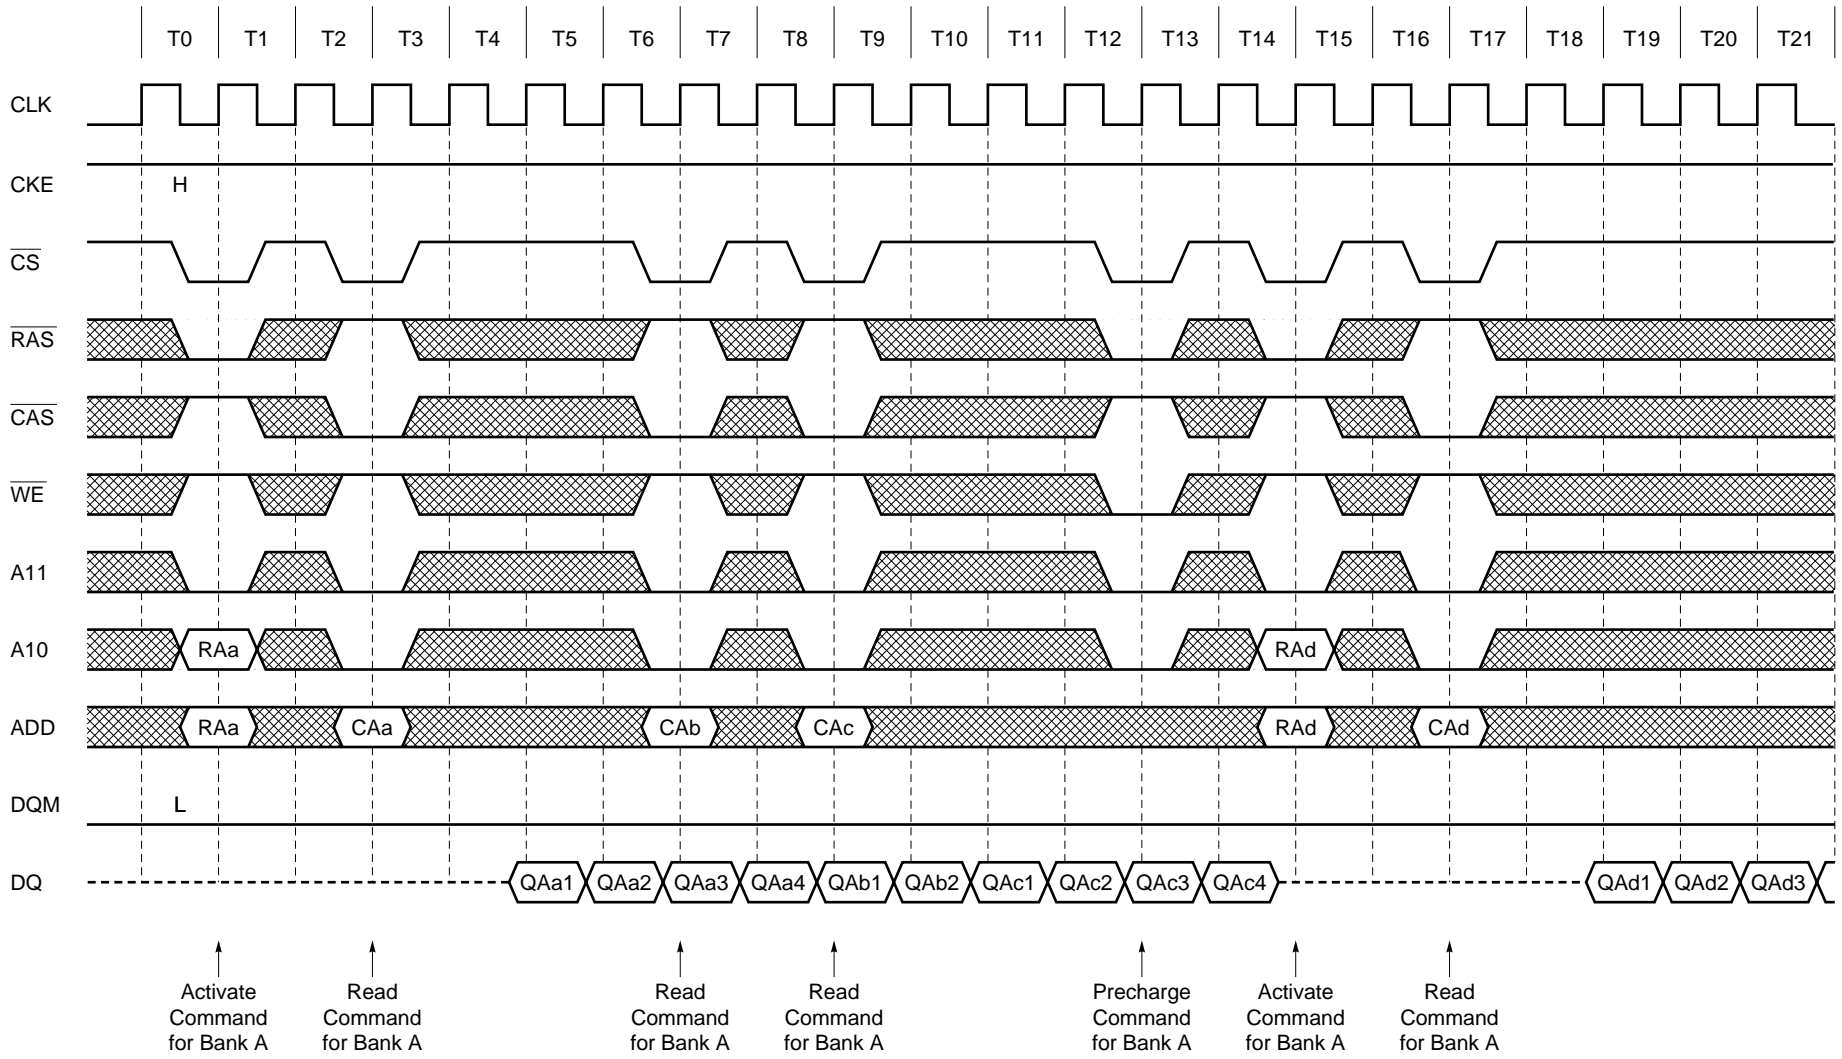 T0 T1 T2 T3 T4 T5 T6 T7 T8 T9 T10 T11 T12 T13 T14 T15 T16 T17 T18 T19 T20 T21
CLK
CKE H
CS
RAS
CAS
WE
A11
A10 RAa RAd
ADD RAa CAa CAb CAc RAd CAd
DQM L
DQ QAa1 QAa2 QAa3 QAa4 QAb1 QAb2 QAc1 QAc2 QAc3 QAc4 QAd1 QAd2 QAd3
Activate
Command
for Bank A
Read
Command
for Bank A
Read
Command
for Bank A
Read
Command
for Bank A
Precharge
Command
for Bank A
Activate
Command
for Bank A
Read
Command
for Bank A